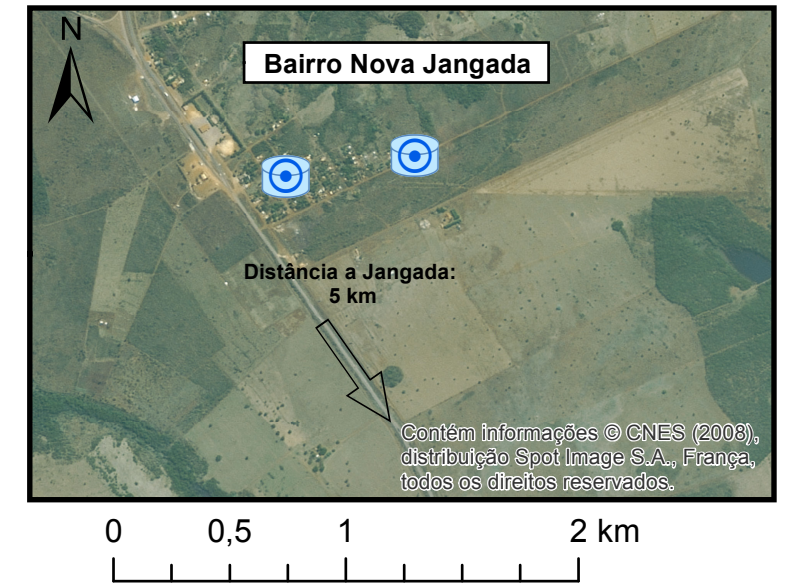 N
Bairro Nova Jangada
Distância a Jangada:
5 km
Contém informações © CNES (2008),
distribuição Spot Image S.A., França,
todos os direitos reservados.
0 0,5 1 2 km